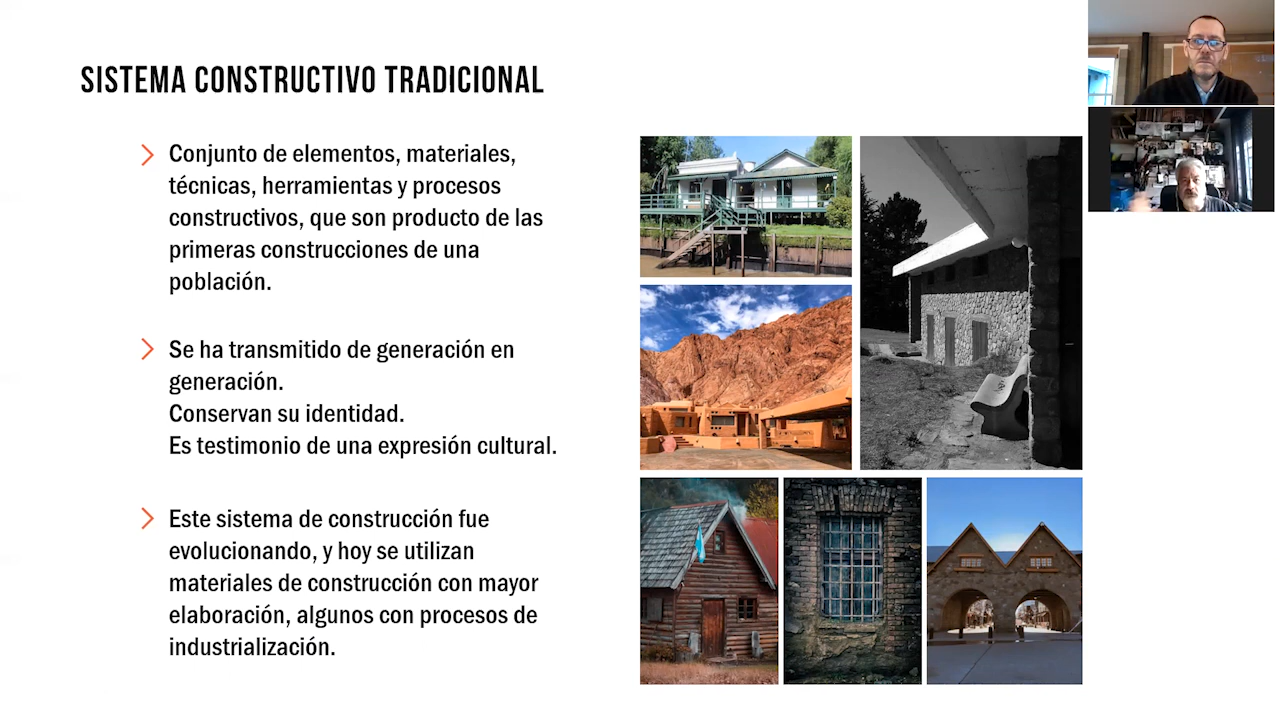 SISTEMA CONSTRUCTIVO TRADICIONAL
Conjunto de elementos, materiales,
técnicas, herramientas y procesos
constructivos, que son producto de las
primeras construcciones de una
población.
Se ha transmitido de generación en
generación.
Conservan su identidad.
Es testimonio de una expresión cultural.
Este sistema de construcción fue
evolucionando, y hoy se utilizan
materiales de construcción con mayor
elaboración, algunos con procesos de
industrialización.